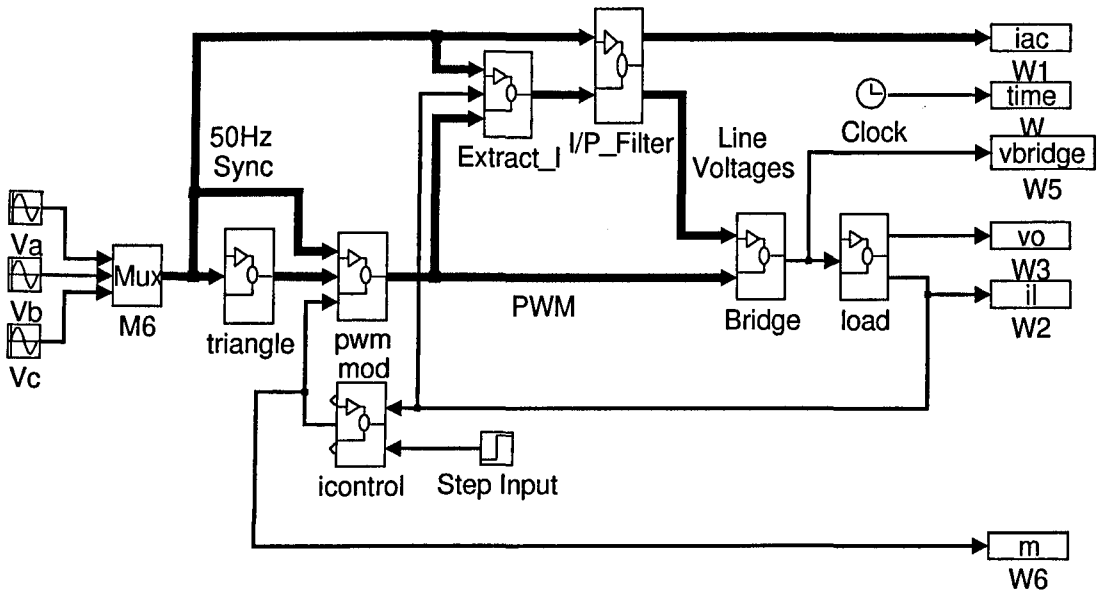 iac
W1
time
W
Clock
vbridge
W5
I/P_Filter
Extract_I
Line
Voltages
50Hz
Sync
Va
Vb
Vc
Mux
M6
triangle
pwm
mod
PWM
Bridge
load
vo
W3
il
W2
icontrol
Step Input
m
W6